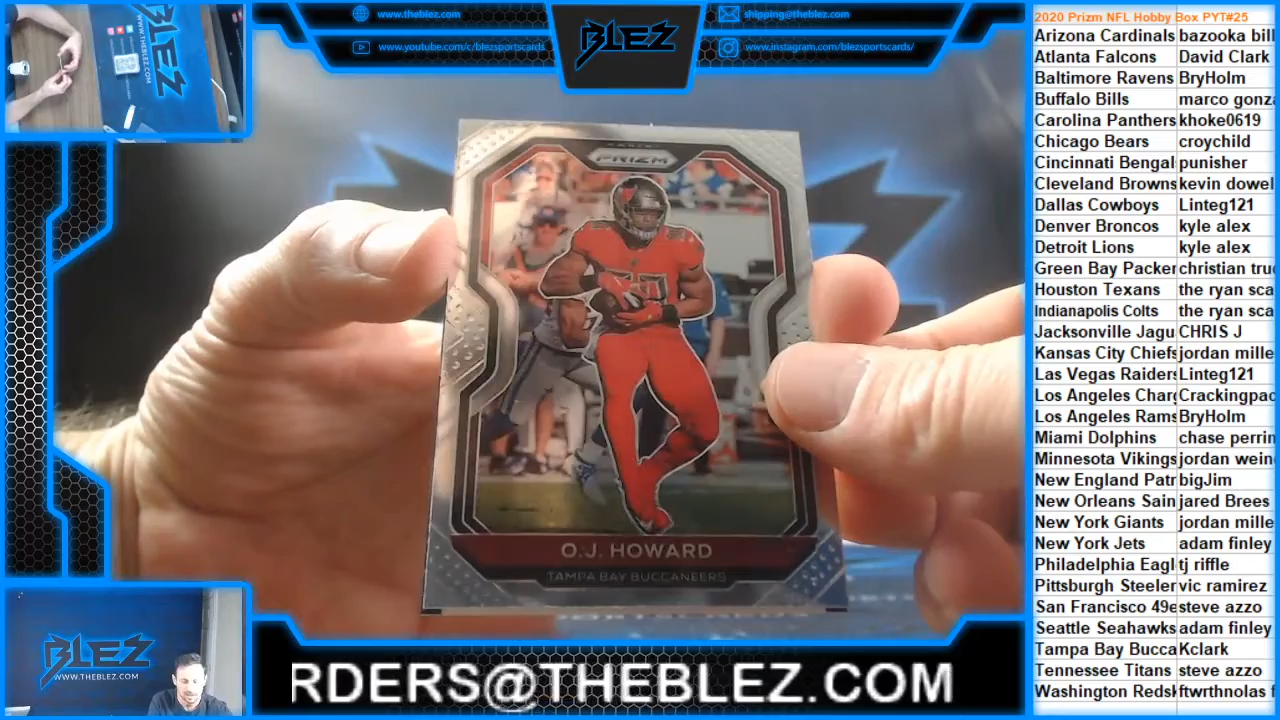 www.theblez.com
shipping@theblez.com
www.youtube.com/c/blezsportscards
www.instagram.com/blezsportscards/
BLEZ
WWW.THEBLEZ.COM
PRIZM
O.J. HOWARD
TAMPA BAY BUCCANEERS
BLEZ
WWW.THEBLEZ.COM
RDERS@THEBLEZ.COM
2020 Prizm NFL Hobby Box PYT#25
Arizona Cardinals bazooka bill
Atlanta Falcons David Clark
Baltimore Ravens BryHolm
Buffalo Bills marco gonza
Carolina Panthers khoke0619
Chicago Bears croychild
Cincinnati Bengal punisher
Cleveland Browns kevin dowel
Dallas Cowboys Linteg121
Denver Broncos kyle alex
Detroit Lions kyle alex
Green Bay Packer christian true
Houston Texans the ryan sca
Indianapolis Colts the ryan sca
Jacksonville Jagu CHRIS J
Kansas City Chiefs jordan mille
Las Vegas Raiders Linteg121
Los Angeles Charg Crackingpac
Los Angeles Rams BryHolm
Miami Dolphins chase perrin
Minnesota Vikings jordan wein
New England Patr bigJim
New Orleans Sain jared Brees
New York Giants jordan mille
New York Jets adam finley
Philadelphia Eagl tj riffle
Pittsburgh Steeler vic ramirez
San Francisco 49e steve azzo
Seattle Seahawks adam finley
Tampa Bay Bucca Kclark
Tennessee Titans steve azzo
Washington Redsk ftwrthnolas f